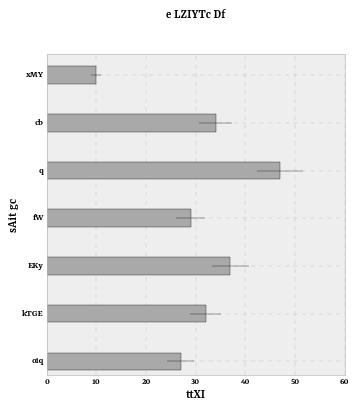 e LZIYTc Df
xMY
cb
q
fW
EKy
kTGE
oiq
sAit gc
0 10 20 30 40 50 60
ttXI